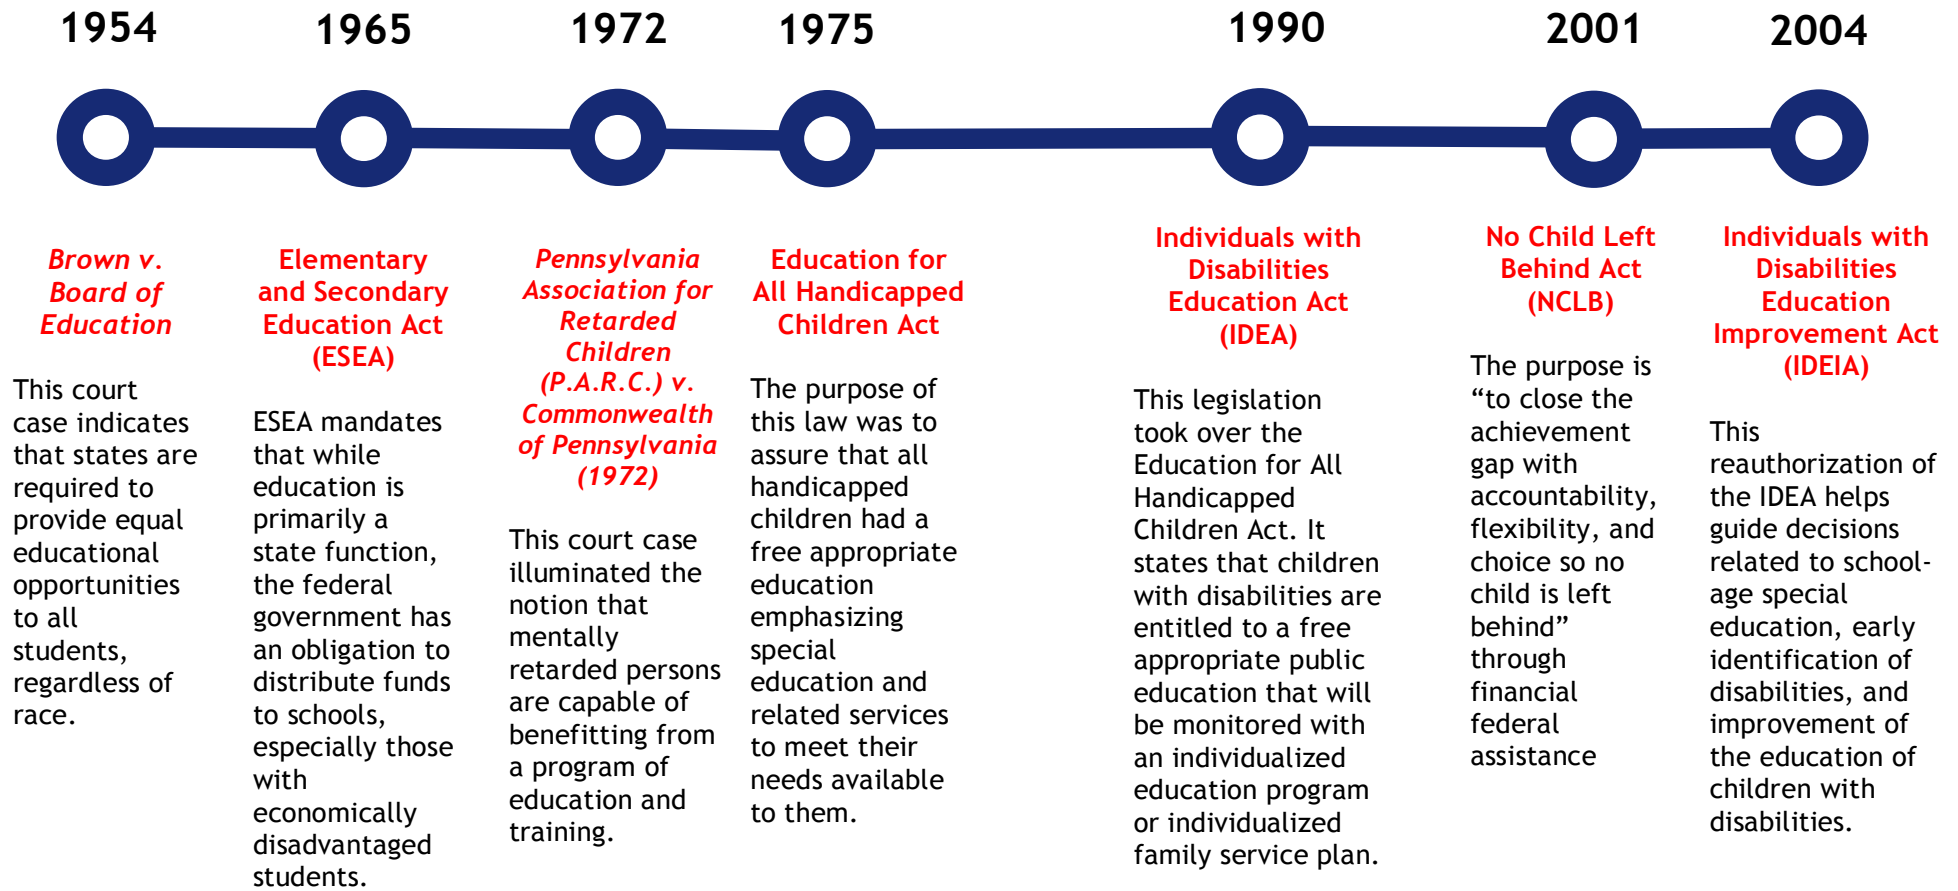 1954
1965
1972
1975
1990
2001
2004
Brown v.
Board of
Education
This court
case indicates
that states are
required to
provide equal
educational
opportunities
to all
students,
regardless of
race.
Elementary
and Secondary
Education Act
(ESEA)
ESEA mandates
that while
education is
primarily a
state function,
the federal
government has
an obligation to
distribute funds
to schools,
especially those
with
economically
disadvantaged
students.
Pennsylvania
Association for
Retarded
Children
(P.A.R.C.) v.
Commonwealth
of Pennsylvania
(1972)
This court case
illuminated the
notion that
mentally
retarded persons
are capable of
benefitting from
a program of
education and
training.
Education for
All Handicapped
Children Act
The purpose of
this law was to
assure that all
handicapped
children had a
free appropriate
education
emphasizing
special
education and
related services
to meet their
needs available
to them.
Individuals with
Disabilities
Education Act
(IDEA)
This legislation
took over the
Education for All
Handicapped
Children Act. It
states that children
with disabilities are
entitled to a free
appropriate public
education that will
be monitored with
an individualized
education program
or individualized
family service plan.
No Child Left
Behind Act
(NCLB)
The purpose is
“to close the
achievement
gap with
accountability,
flexibility, and
choice so no
child is left
behind”
through
financial
federal
assistance
Individuals with
Disabilities
Education
Improvement Act
(IDEIA)
This
reauthorization of
the IDEA helps
guide decisions
related to school-
age special
education, early
identification of
disabilities, and
improvement of
the education of
children with
disabilities.